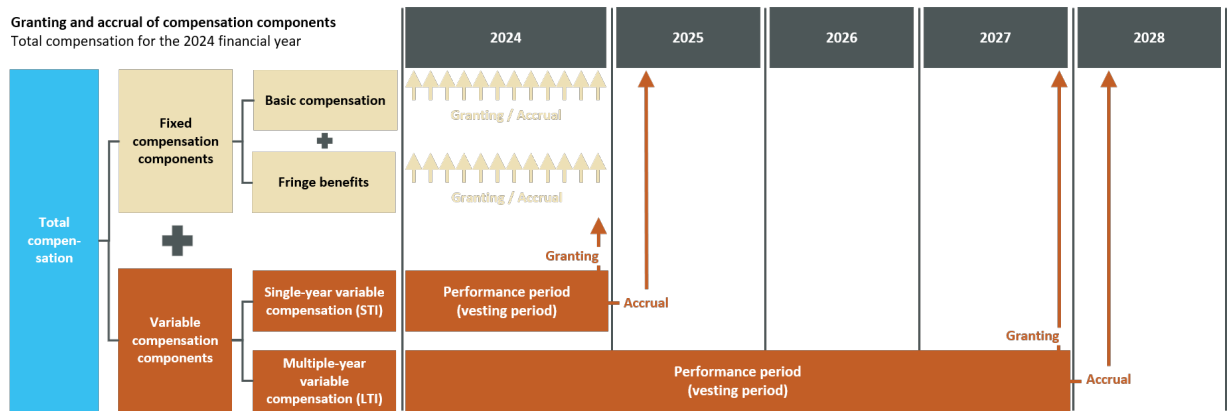 Granting and accrual of compensation components
Total compensation for the 2024 financial year
2024
2025
2026
2027
2028
Total
compen-
sation
Fixed
compensation
components
Basic compensation
Fringe benefits
Granting / Accrual
Granting / Accrual
Variable
compensation
components
Single-year variable
compensation (STI)
Performance period
(vesting period)
Granting
Accrual
Multiple-year
variable
compensation (LTI)
Performance period
(vesting period)
Granting
Accrual